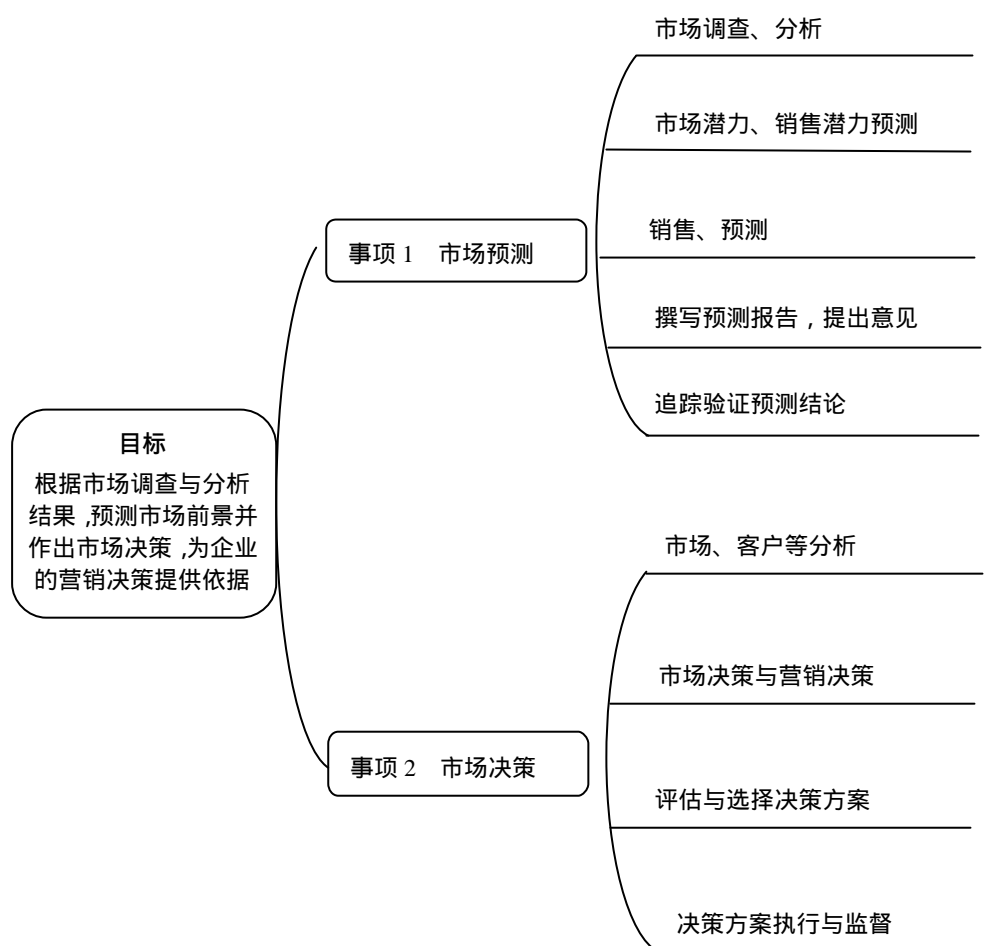 市场调查、分析
市场潜力、销售潜力预测
事项 1 市场预测
销售、预测
撰写预测报告，提出意见
追踪验证预测结论
目标
根据市场调查与分析
结果，预测市场前景并
作出市场决策，为企业
的营销决策提供依据
市场、客户等分析
市场决策与营销决策
事项 2 市场决策
评估与选择决策方案
决策方案执行与监督